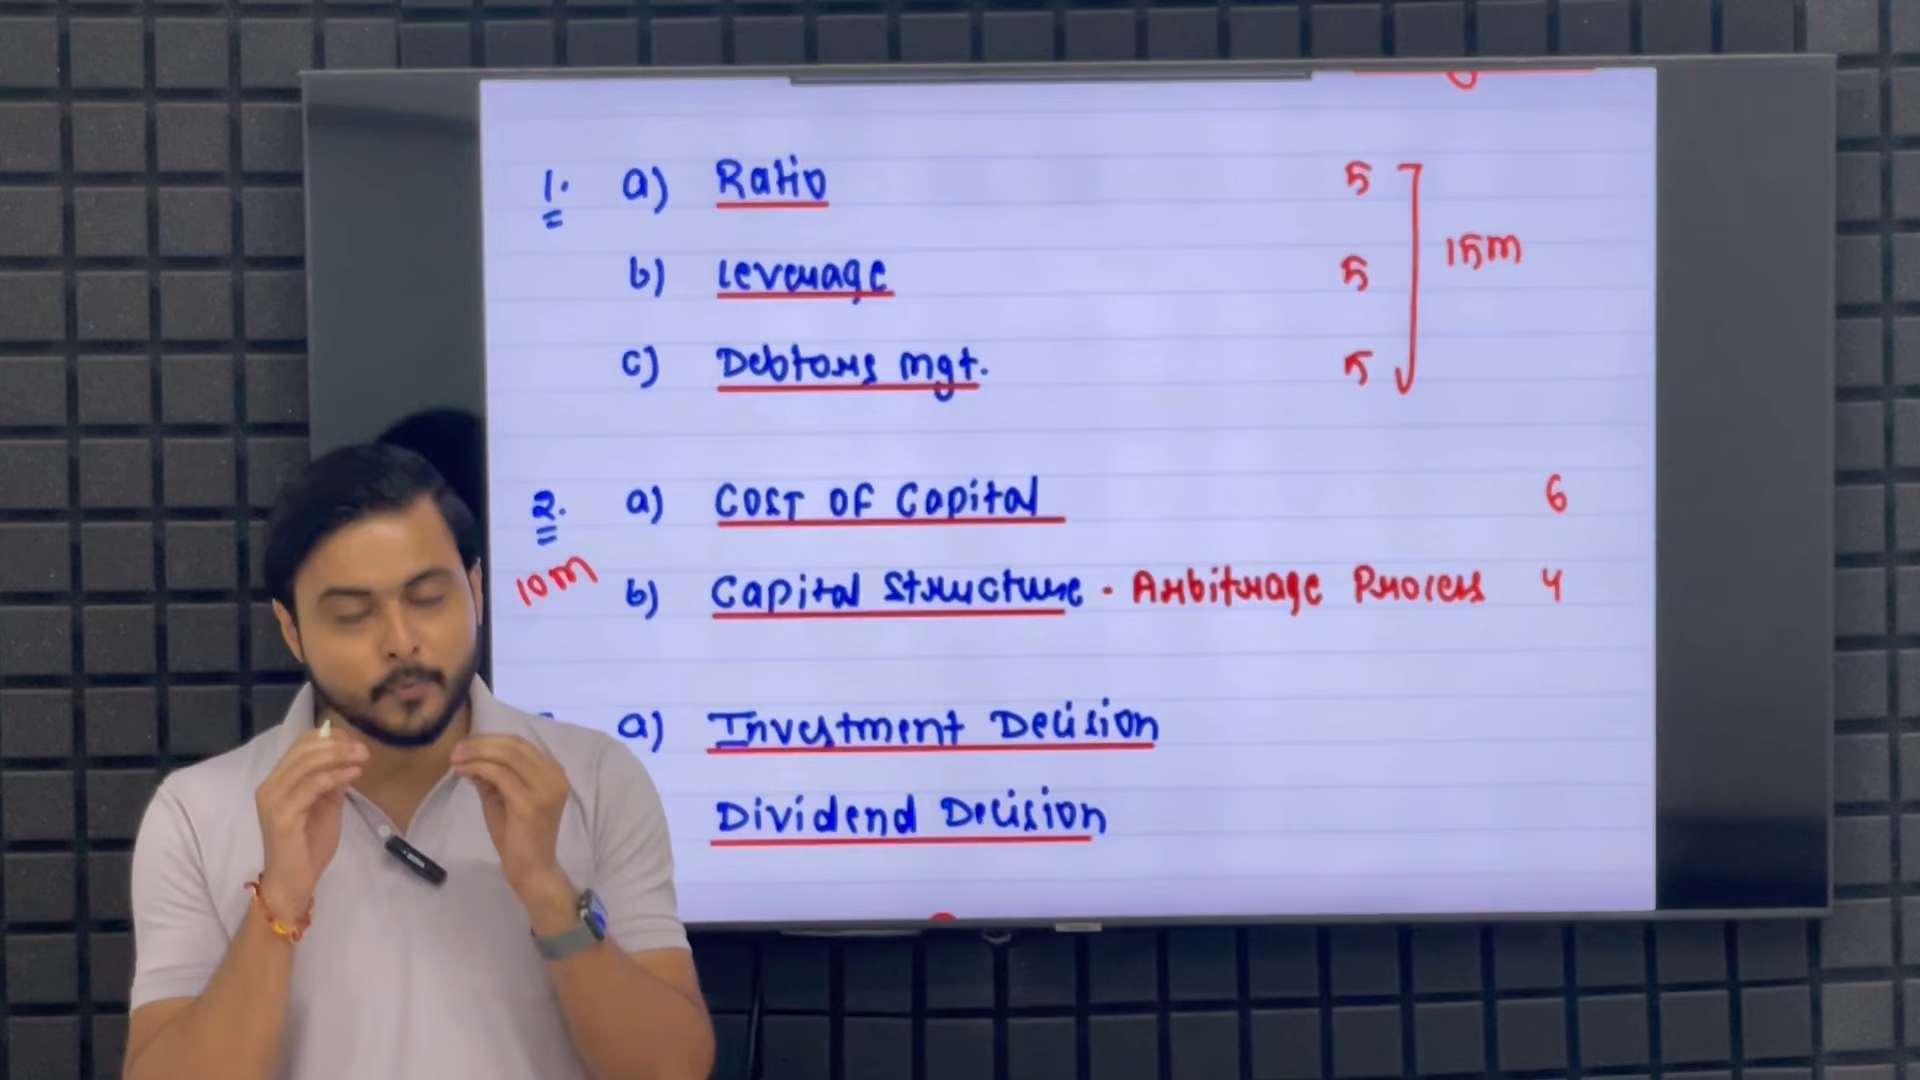 1. a) Ratio 5
b) Leverage 5 15m
c) Debtors mgt. 5
2. a) COST OF Capital 6
10m b) Capital Structure - Arbitrage Process 4
a) Investment Decision
Dividend Decision